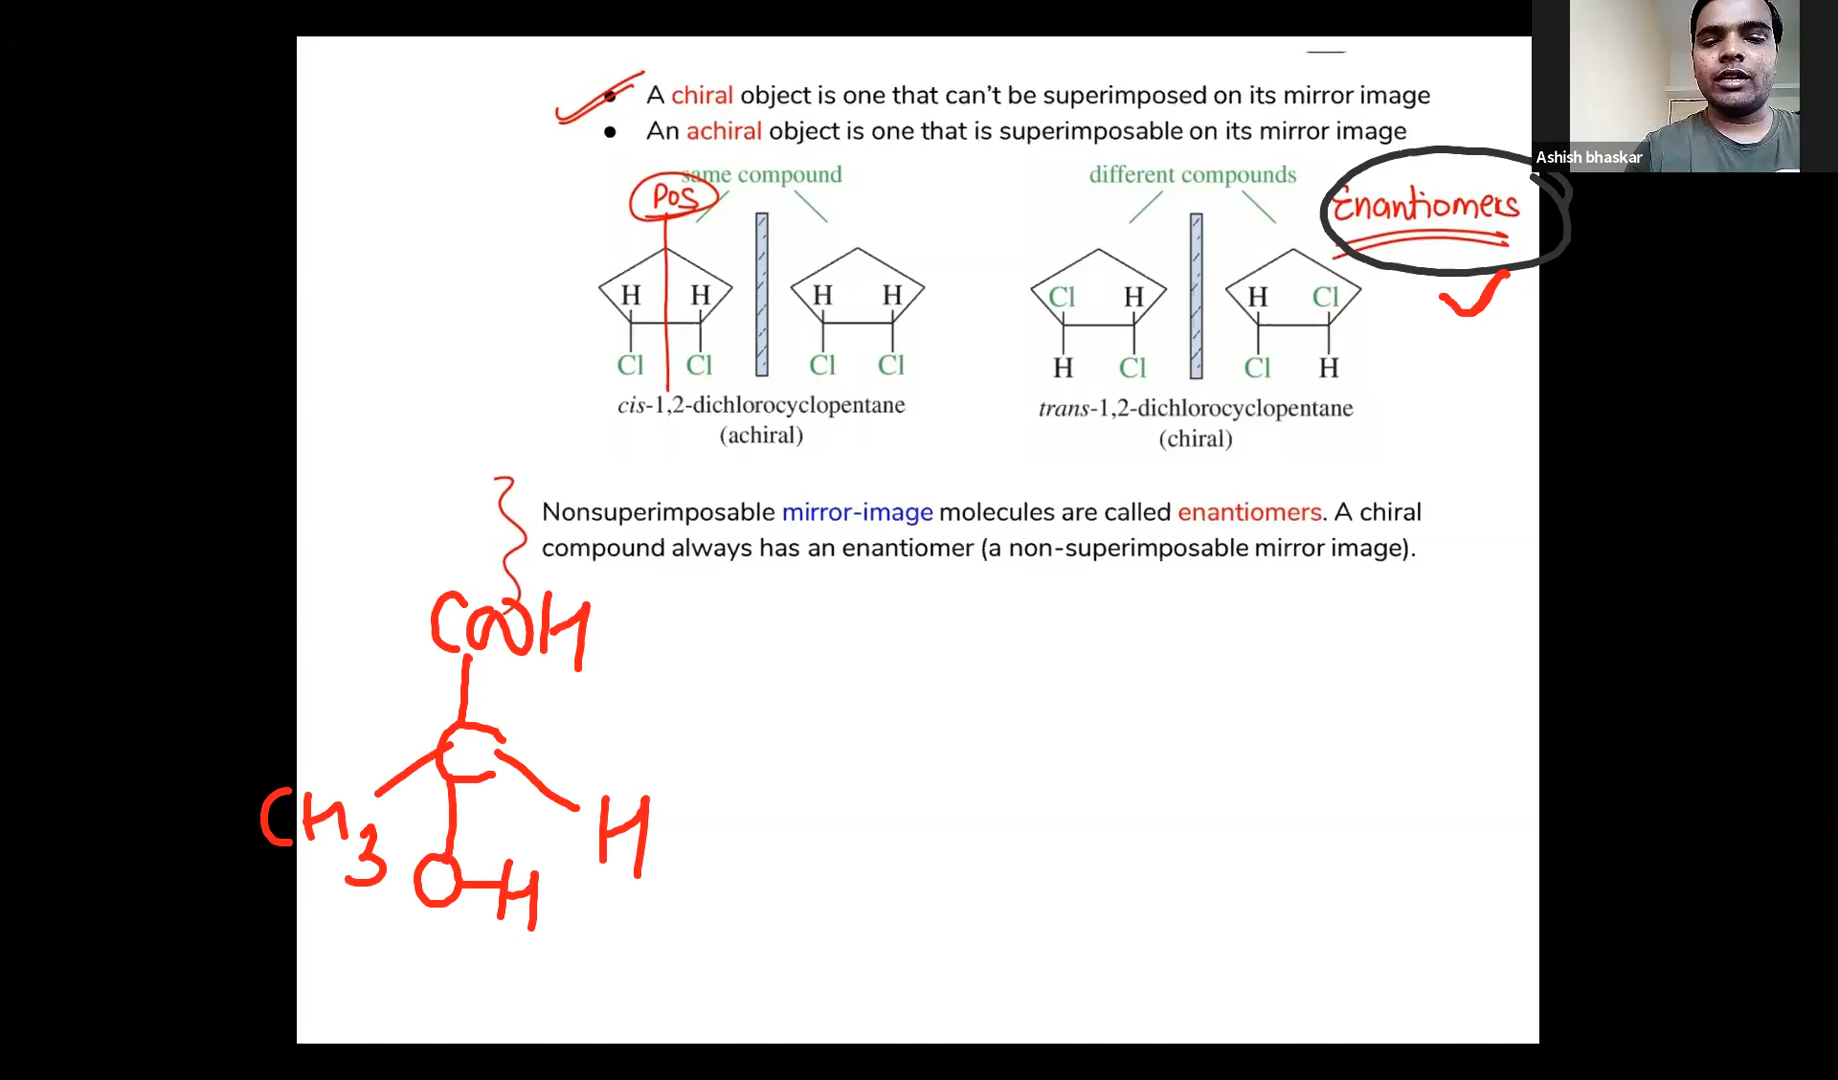 A chiral object is one that can't be superimposed on its mirror image
An achiral object is one that is superimposable on its mirror image
Ashish bhaskar
same compound
different compounds
POS
Enantiomers
H H H H
Cl H H Cl
Cl Cl Cl Cl
H Cl Cl H
cis-1,2-dichlorocyclopentane
(achiral)
trans-1,2-dichlorocyclopentane
(chiral)
Nonsuperimposable mirror-image molecules are called enantiomers. A chiral
compound always has an enantiomer (a non-superimposable mirror image).
COOH
C
CH3 H
O-H